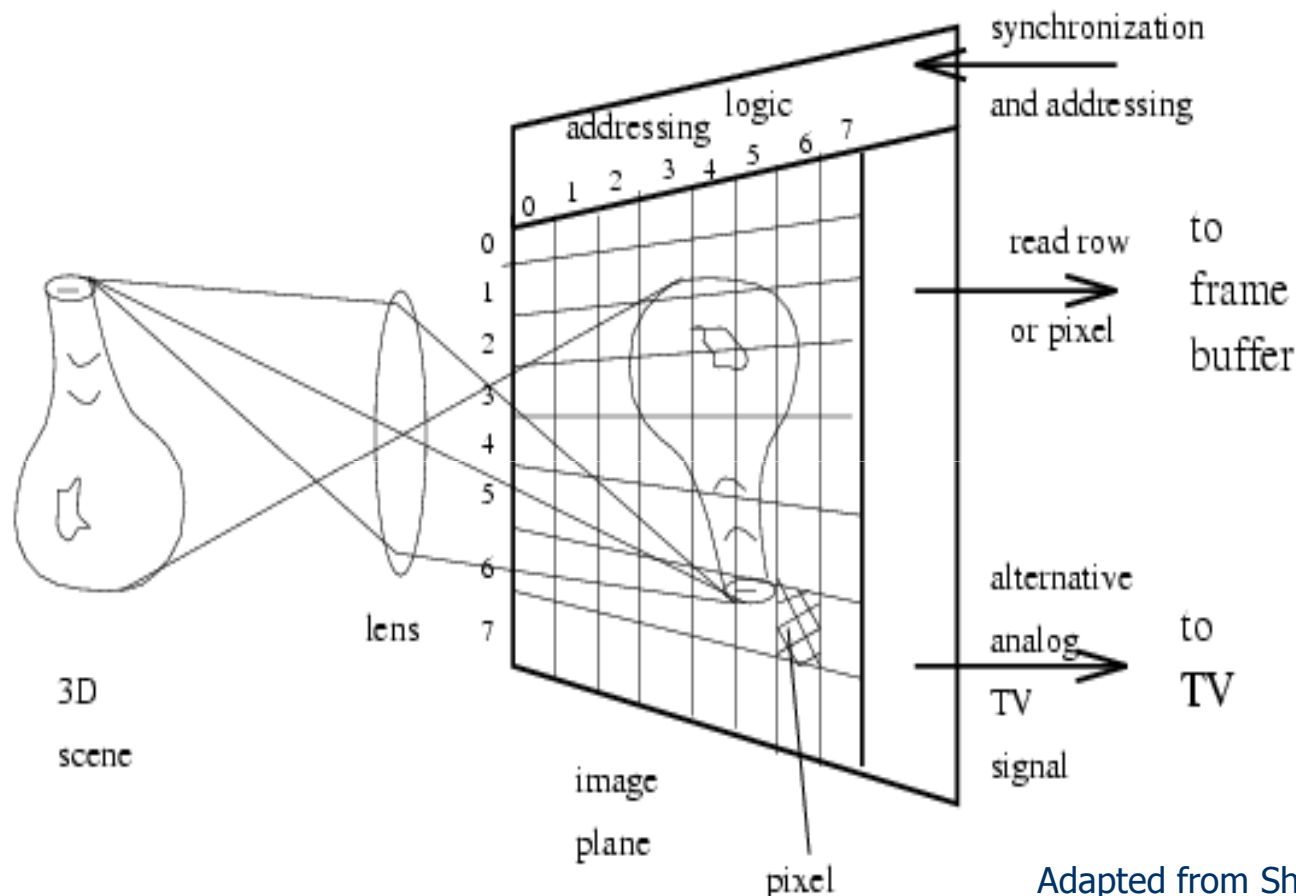 synchronization
and addressing
addressing logic
0 1 2 3 4 5 6 7
0
1
2
3
4
5
6
7
read row
or pixel
to
frame
buffer
lens
3D
scene
alternative
analog
TV
signal
to
TV
image
plane
pixel
Adapted from Sh